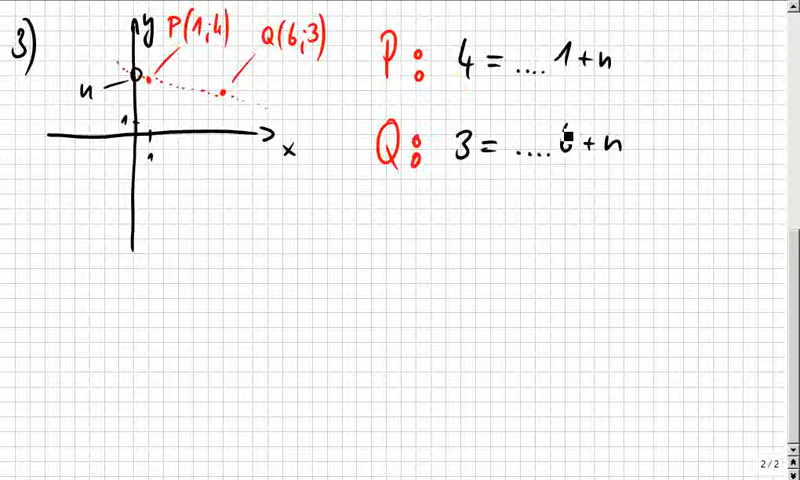 3)
y
P(1;4)
Q(6;3)
n
1
1
x
P: 4 = .... 1 + n
Q: 3 = .... 6 + n
2 / 2